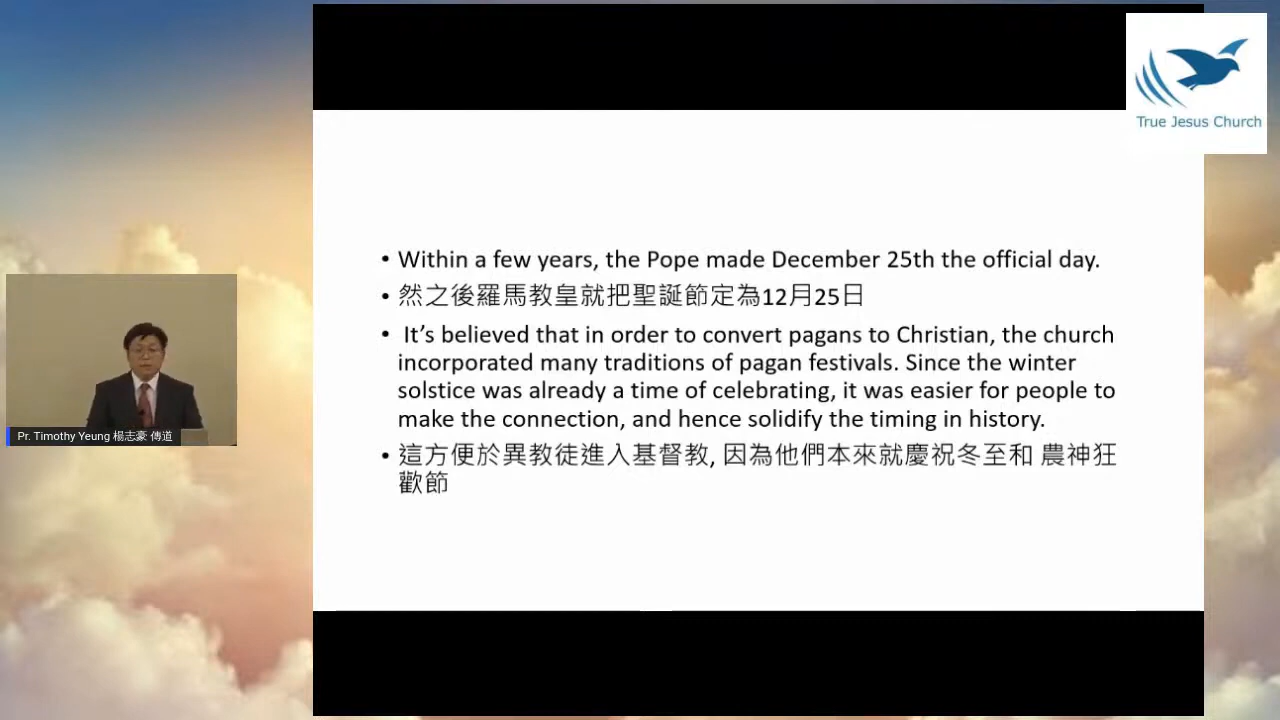 True Jesus Church
• Within a few years, the Pope made December 25th the official day.
• 然之後羅馬教皇就把聖誕節定為12月25日
• It’s believed that in order to convert pagans to Christian, the church
incorporated many traditions of pagan festivals. Since the winter
solstice was already a time of celebrating, it was easier for people to
make the connection, and hence solidify the timing in history.
• 這方便於異教徒進入基督教, 因為他們本來就慶祝冬至和 農神狂
歡節
Pr. Timothy Yeung 楊志豪 傳道